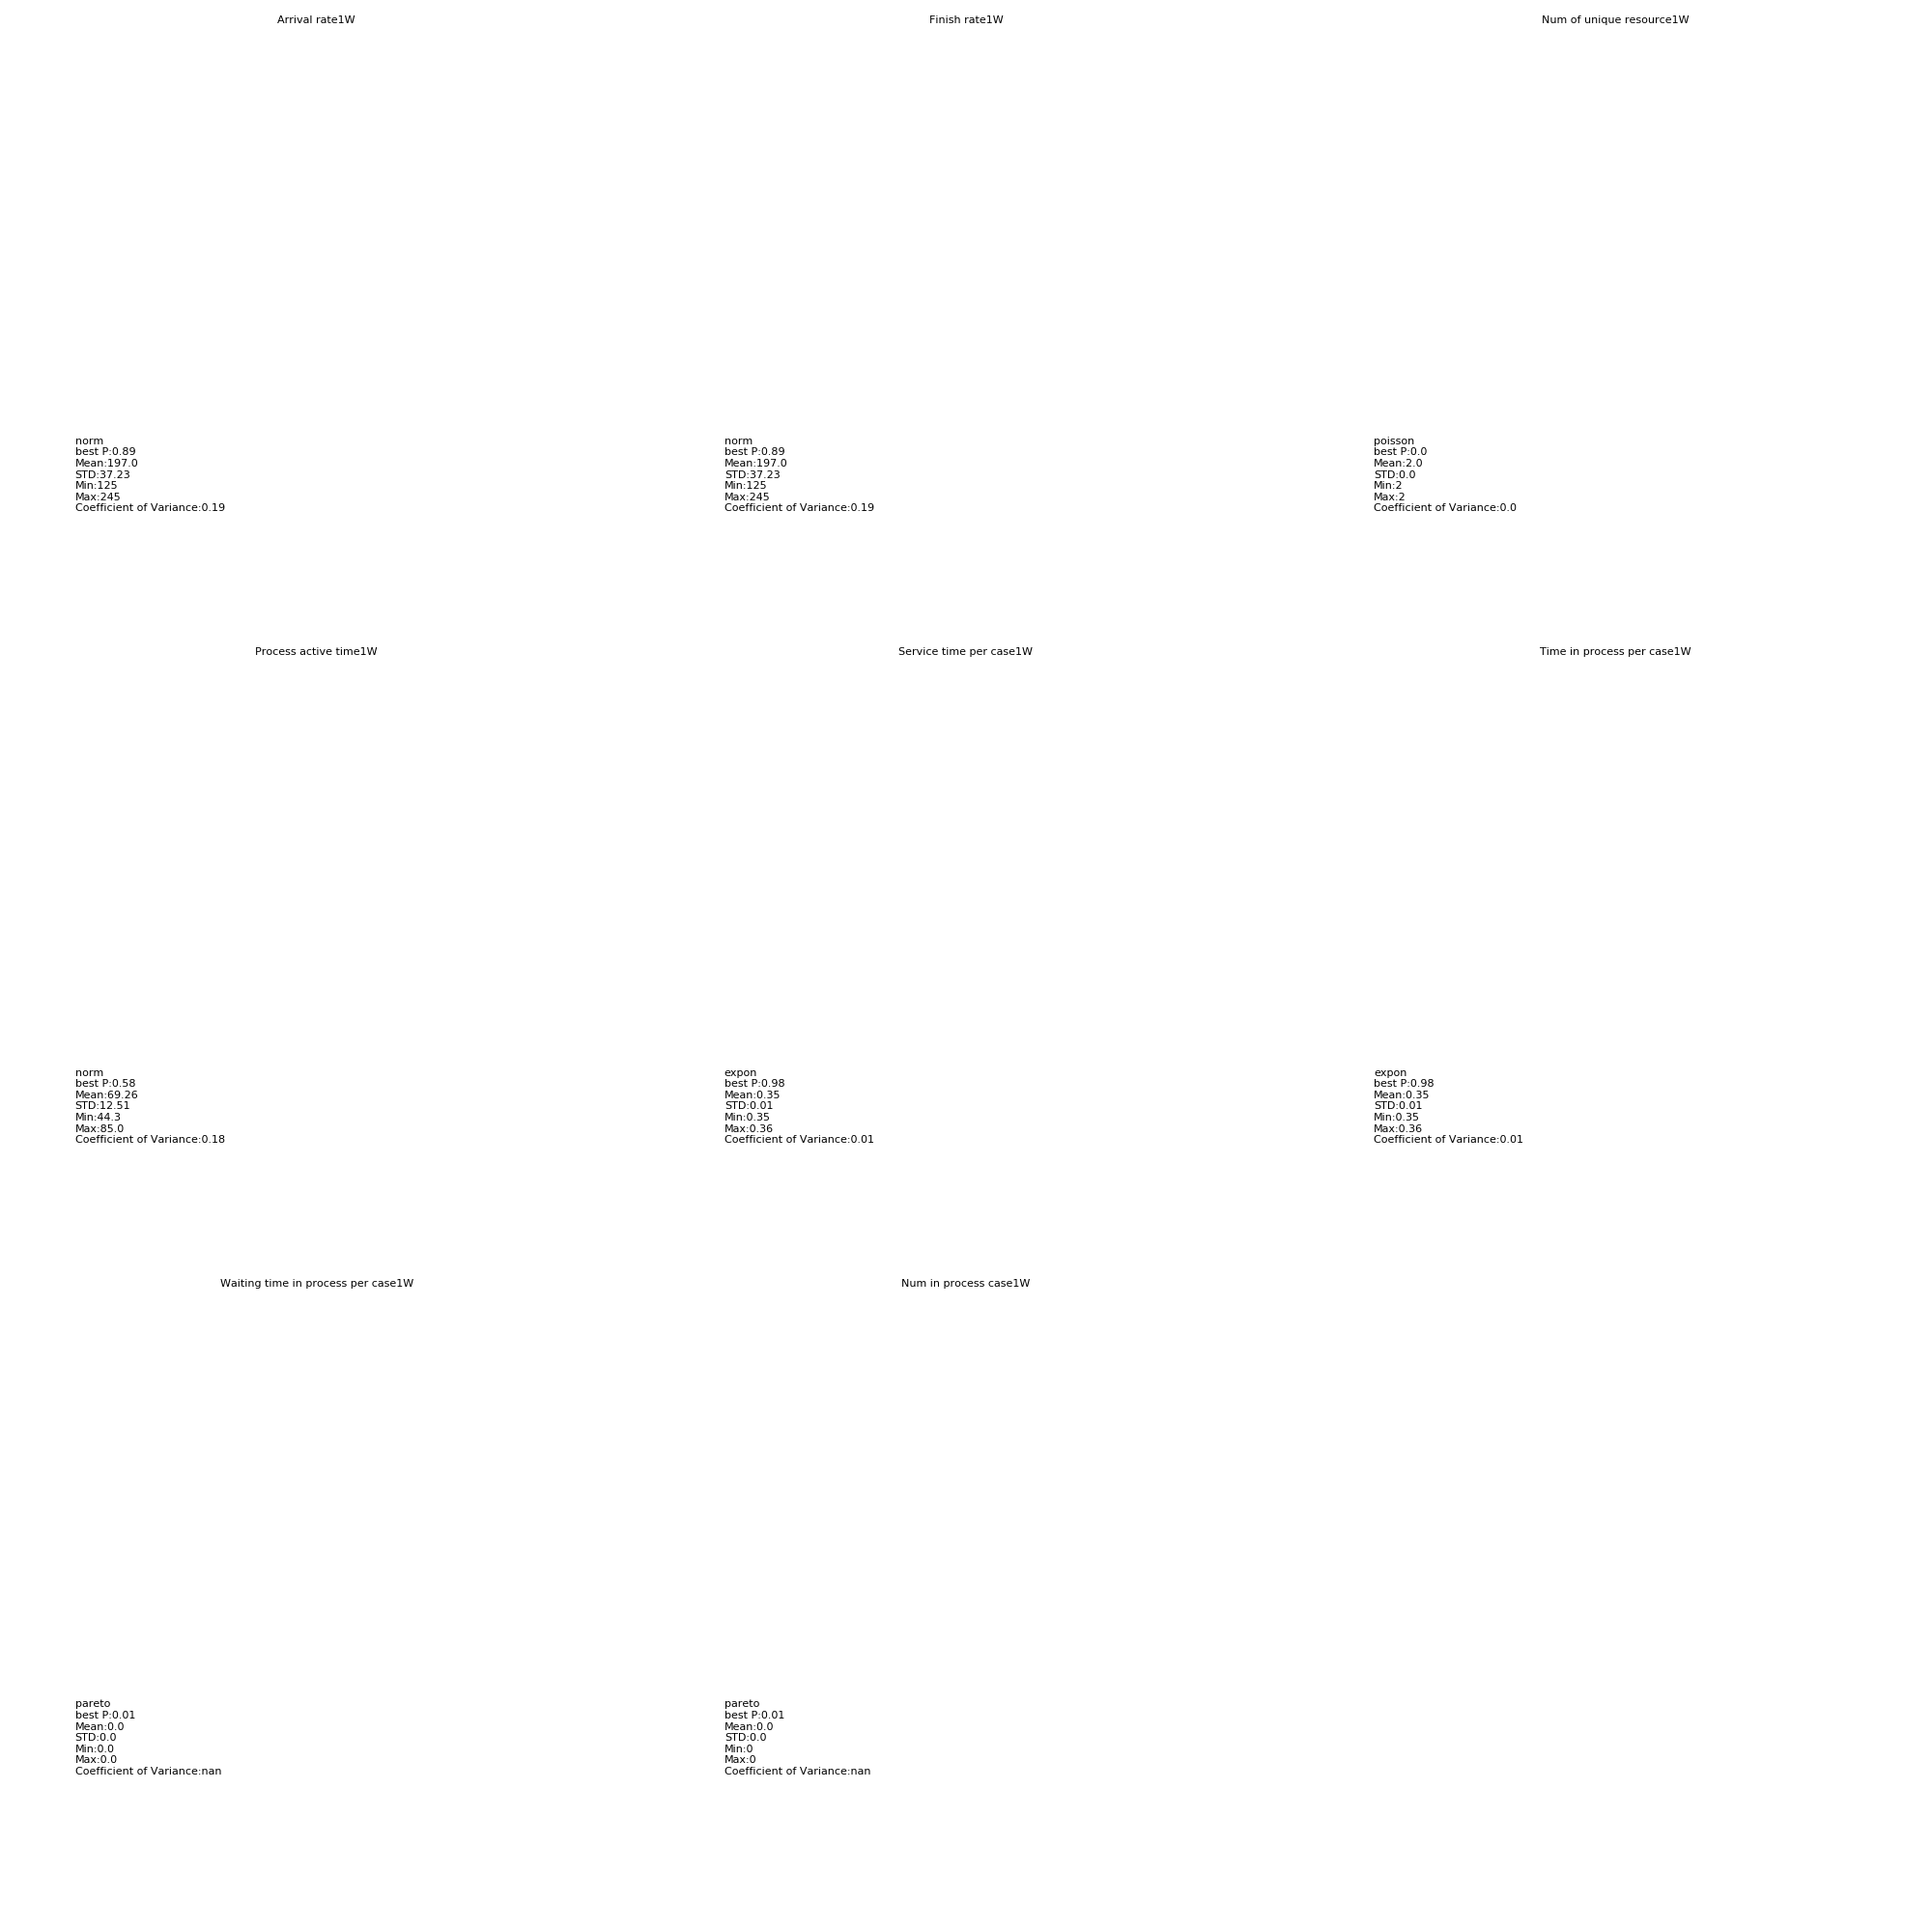 Arrival rate1W
norm
best P:0.89
Mean:197.0
STD:37.23
Min:125
Max:245
Coefficient of Variance:0.19
Finish rate1W
norm
best P:0.89
Mean:197.0
STD:37.23
Min:125
Max:245
Coefficient of Variance:0.19
Num of unique resource1W
poisson
best P:0.0
Mean:2.0
STD:0.0
Min:2
Max:2
Coefficient of Variance:0.0
Process active time1W
norm
best P:0.58
Mean:69.26
STD:12.51
Min:44.3
Max:85.0
Coefficient of Variance:0.18
Service time per case1W
expon
best P:0.98
Mean:0.35
STD:0.01
Min:0.35
Max:0.36
Coefficient of Variance:0.01
Time in process per case1W
expon
best P:0.98
Mean:0.35
STD:0.01
Min:0.35
Max:0.36
Coefficient of Variance:0.01
Waiting time in process per case1W
pareto
best P:0.01
Mean:0.0
STD:0.0
Min:0.0
Max:0.0
Coefficient of Variance:nan
Num in process case1W
pareto
best P:0.01
Mean:0.0
STD:0.0
Min:0
Max:0
Coefficient of Variance:nan